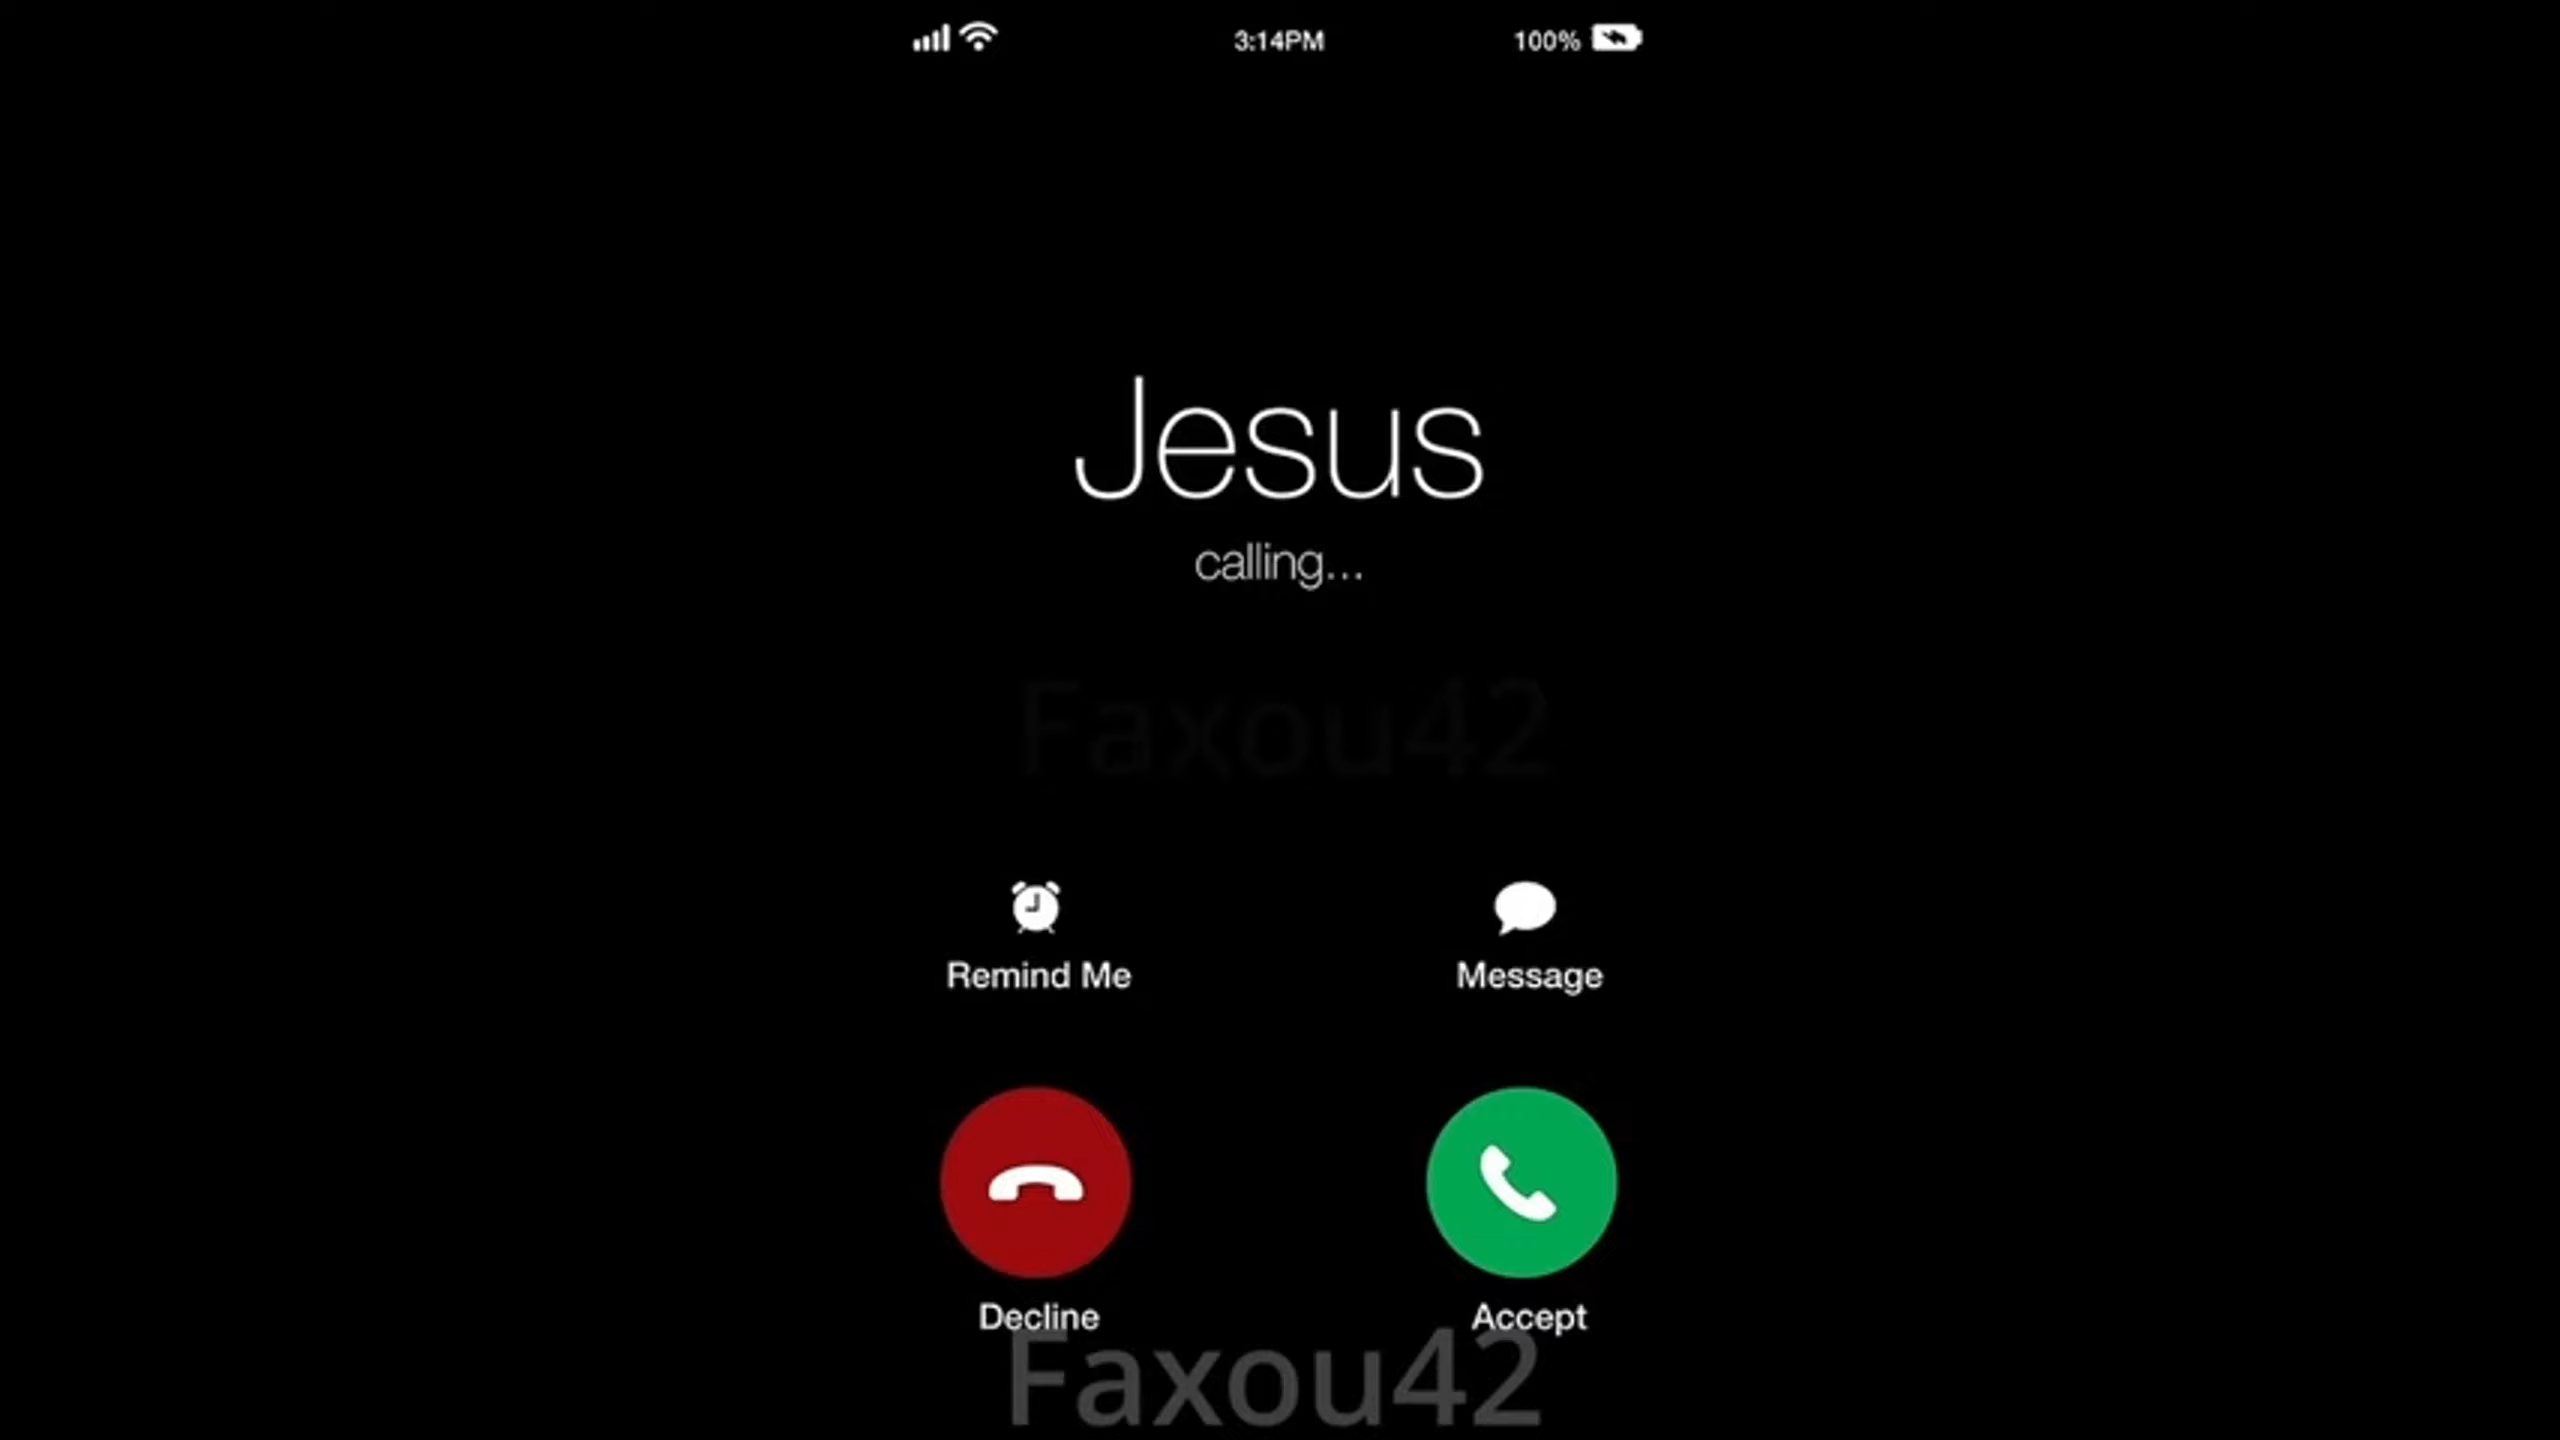 3:14PM 100%
Jesus
calling...
Faxou42
Remind Me Message
Decline Accept
Faxou42